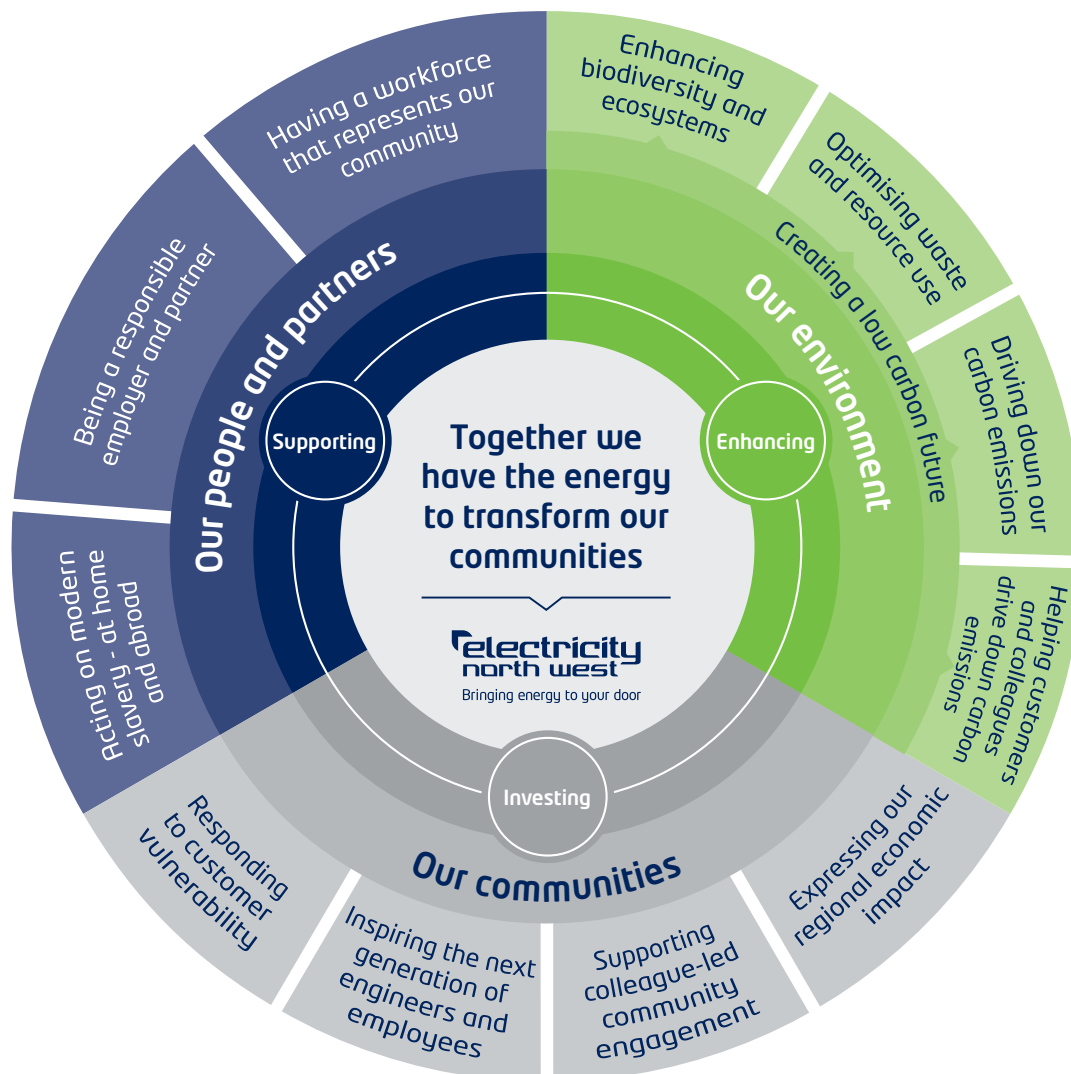 Together we
have the energy
to transform our
communities
electricity
north west
Bringing energy to your door
Supporting
Enhancing
Investing
Our people and partners
Having a workforce
that represents our
community
Being a responsible
employer and partner
Acting on modern
slavery - at home
and abroad
Our environment
Creating a low carbon future
Enhancing
biodiversity and
ecosystems
Optimising waste
and resource use
Driving down our
carbon emissions
Helping customers
and colleagues
drive down carbon
emissions
Our communities
Expressing our
regional economic
impact
Supporting
colleague-led
community
engagement
Inspiring the next
generation of
engineers and
employees
Responding
to customer
vulnerability